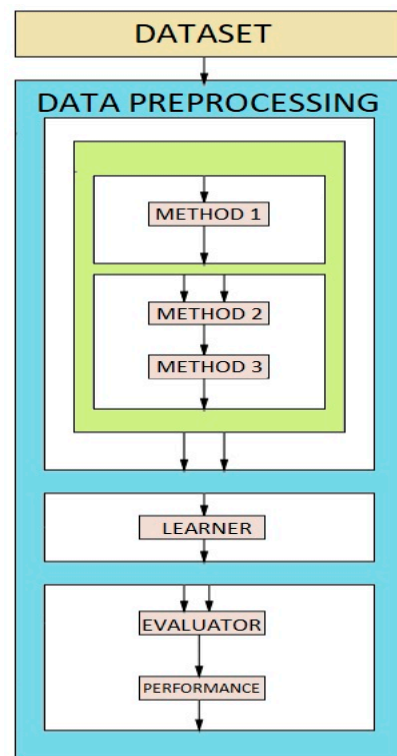 DATASET
DATA PREPROCESSING
METHOD 1
METHOD 2
METHOD 3
LEARNER
EVALUATOR
PERFORMANCE